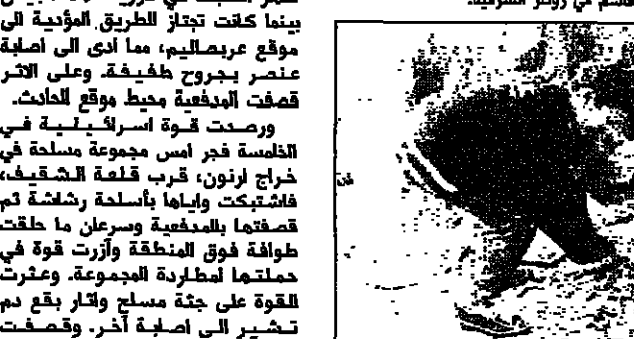 بينما كانت تجتاز الطريق المؤدية الى
موقع عربصاليم، مما ادى الى اصابة
عنصر بجروح طفيفة. وعلى الاثر
قصفت المدفعية محيط موقع الحادث.
ورصدت قوة اسرائيلية في
الخامسة فجر امس مجموعة مسلحة في
خراج ارنون، قرب قلعة الشقيف،
فاشتبكت واياها بأسلحة رشاشة ثم
قصفتها بالمدفعية وسرعان ما حلقت
طوافة فوق المنطقة وآزرت قوة في
حملتها لمطاردة المجموعة. وعثرت
القوة على جثة مسلح واثار بقع دم
تشير الى اصابة آخر. وقصفت